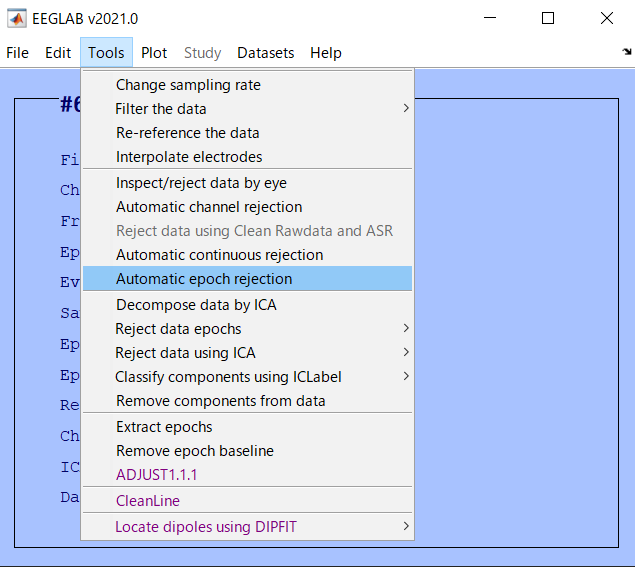 EEGLAB v2021.0
File Edit Tools Plot Study Datasets Help
#6
Change sampling rate
Filter the data
Re-reference the data
Fi
Interpolate electrodes
Inspect/reject data by eye
Ch
Automatic channel rejection
Fr
Reject data using Clean Rawdata and ASR
Ep
Automatic continuous rejection
Ev
Automatic epoch rejection
Sa
Decompose data by ICA
Reject data epochs
Ep
Reject data using ICA
Ep
Classify components using ICLabel
Re
Remove components from data
Ch
Extract epochs
Remove epoch baseline
IC
ADJUST1.1.1
Da
CleanLine
Locate dipoles using DIPFIT